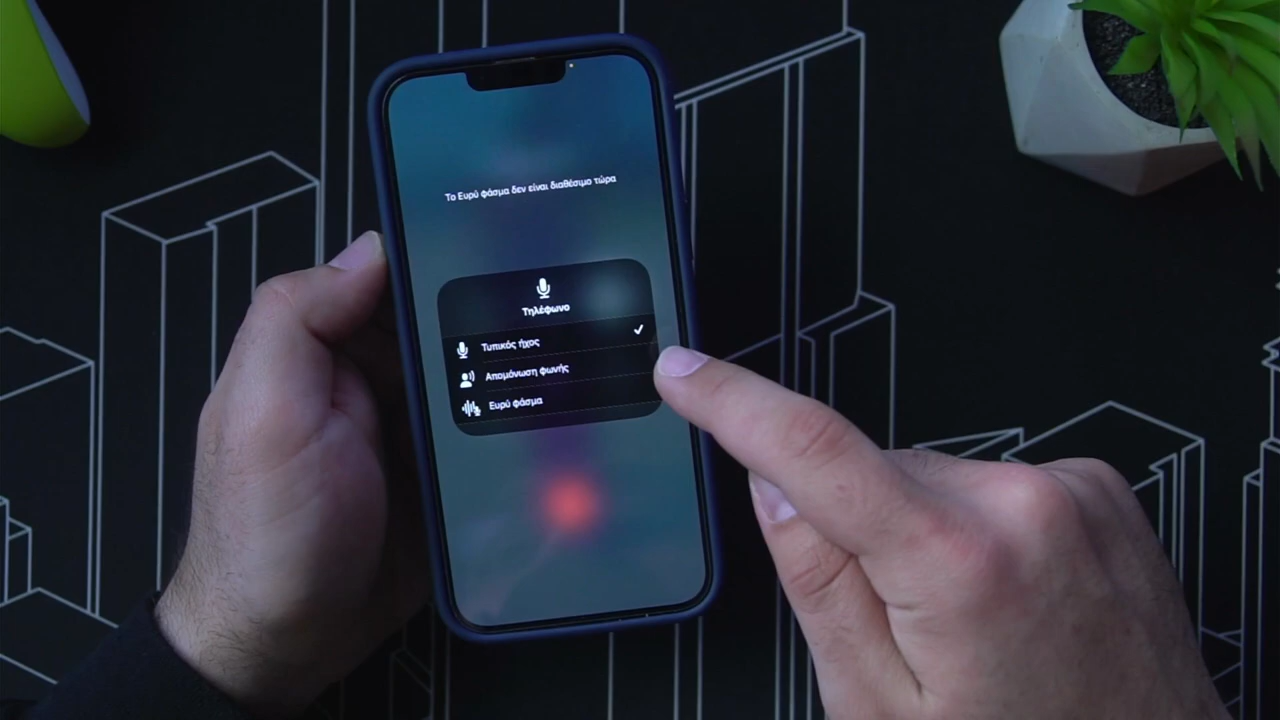 Το Ευρύ φάσμα δεν είναι διαθέσιμο τώρα
Τηλέφωνο
Τυπικός ήχος
Απομόνωση φωνής
Ευρύ φάσμα